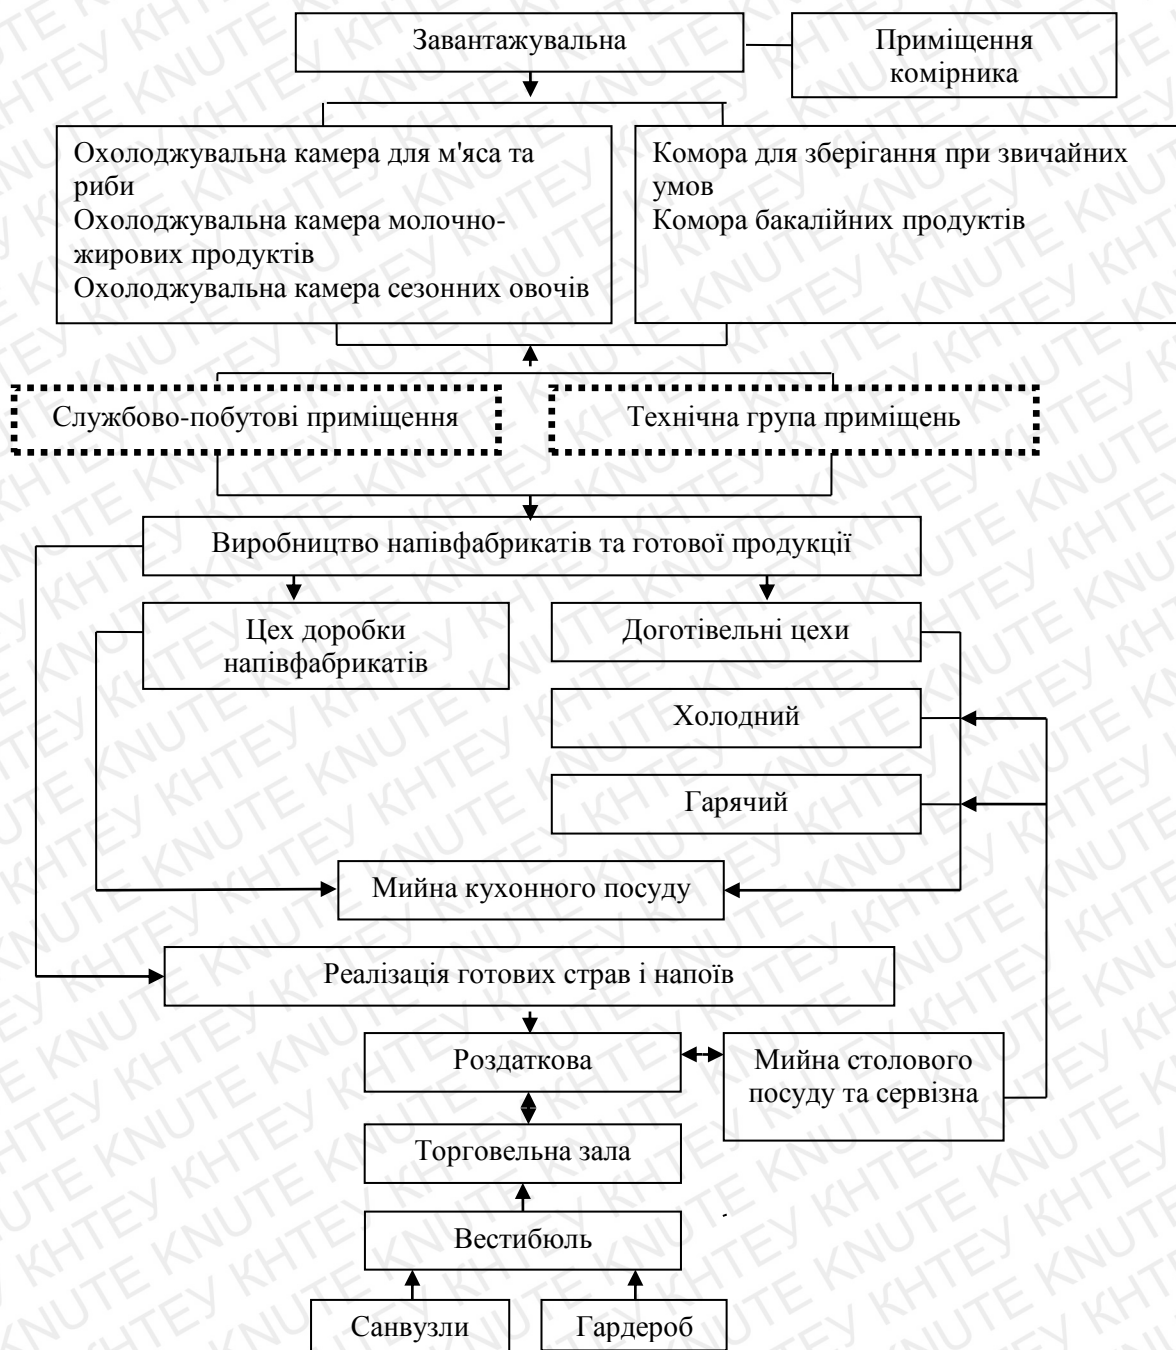 Завантажувальна
Приміщення
комірника
Охолоджувальна камера для м'яса та
риби
Охолоджувальна камера молочно-
жирових продуктів
Охолоджувальна камера сезонних овочів
Комора для зберігання при звичайних
умов
Комора бакалійних продуктів
Службово-побутові приміщення
Технічна група приміщень
Виробництво напівфабрикатів та готової продукції
Цех доробки
напівфабрикатів
Доготівельні цехи
Холодний
Гарячий
Мийна кухонного посуду
Реалізація готових страв і напоїв
Роздаткова
Мийна столового
посуду та сервізна
Торговельна зала
Вестибюль
Санвузли
Гардероб